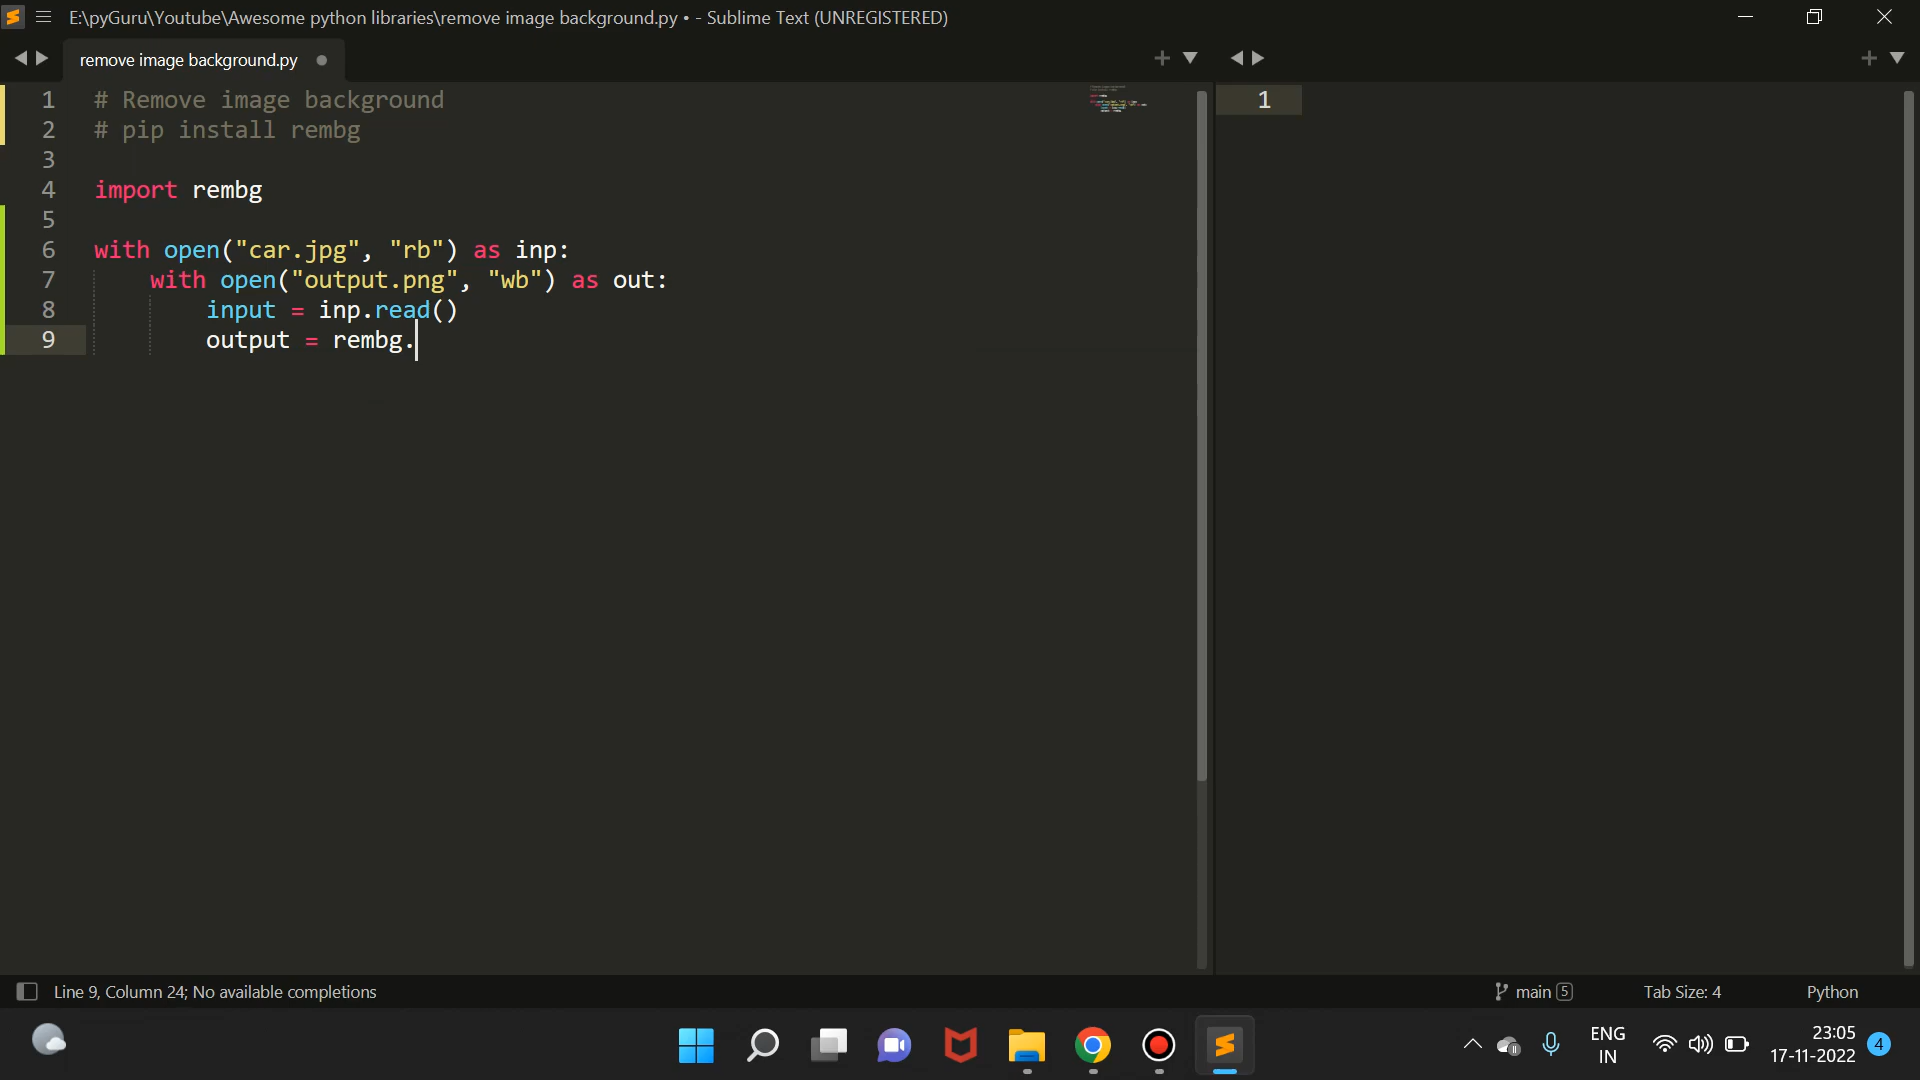 E:\pyGuru\Youtube\Awesome python libraries\remove image background.py • - Sublime Text (UNREGISTERED)
remove image background.py
1 # Remove image background
2 # pip install rembg
3
4 import rembg
5
6 with open("car.jpg", "rb") as inp:
7     with open("output.png", "wb") as out:
8         input = inp.read()
9         output = rembg.
1
Line 9, Column 24; No available completions
main 5
Tab Size: 4
Python
ENG
IN
23:05
17-11-2022
4